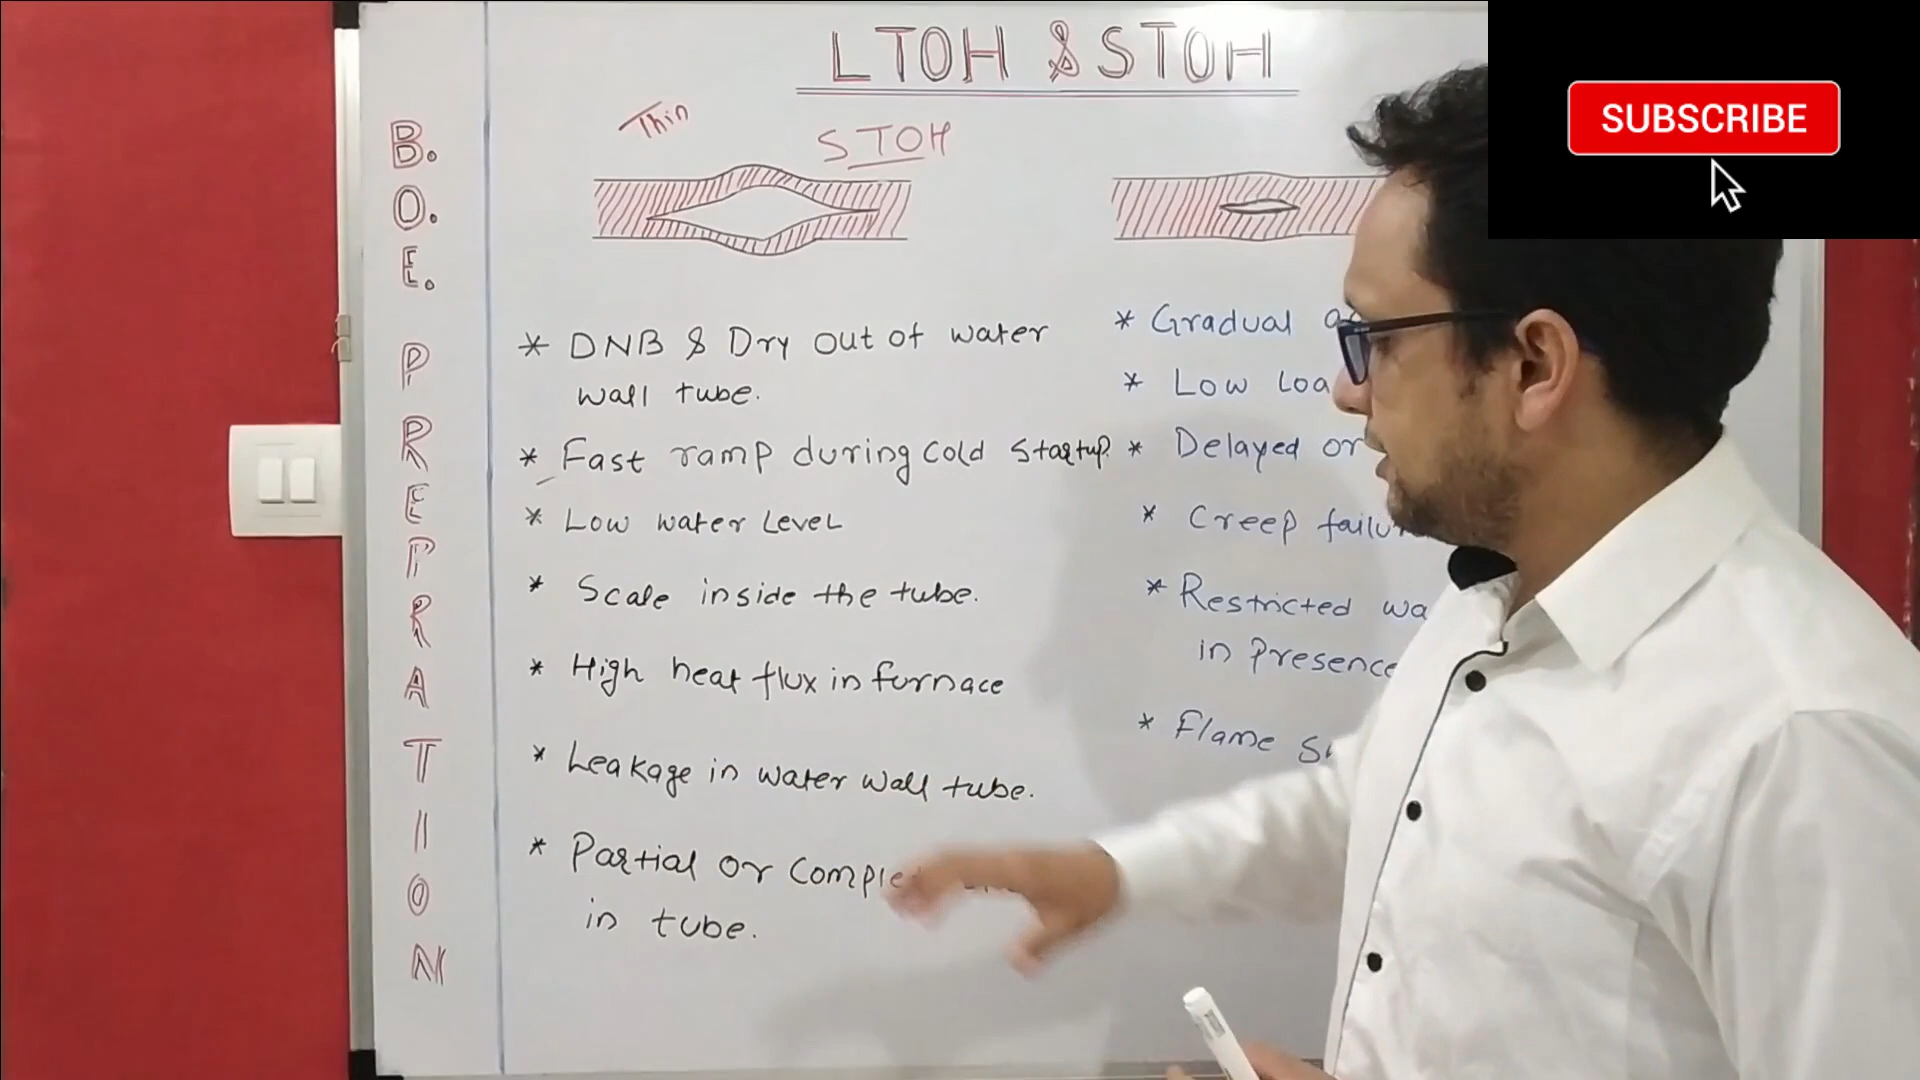 LTOH & STOH
SUBSCRIBE
B.O.E. PREPRATION
Thin
STOH
* DNB & Dry out of water
wall tube.
* Fast ramp during cold startup
* Low water Level
* Scale inside the tube.
* High heat flux in furnace
* Leakage in water wall tube.
* Partial or
in tube.
* Gradual
* Low
* Delayed or
* Creep
* Restricted
in Presence
* Flame